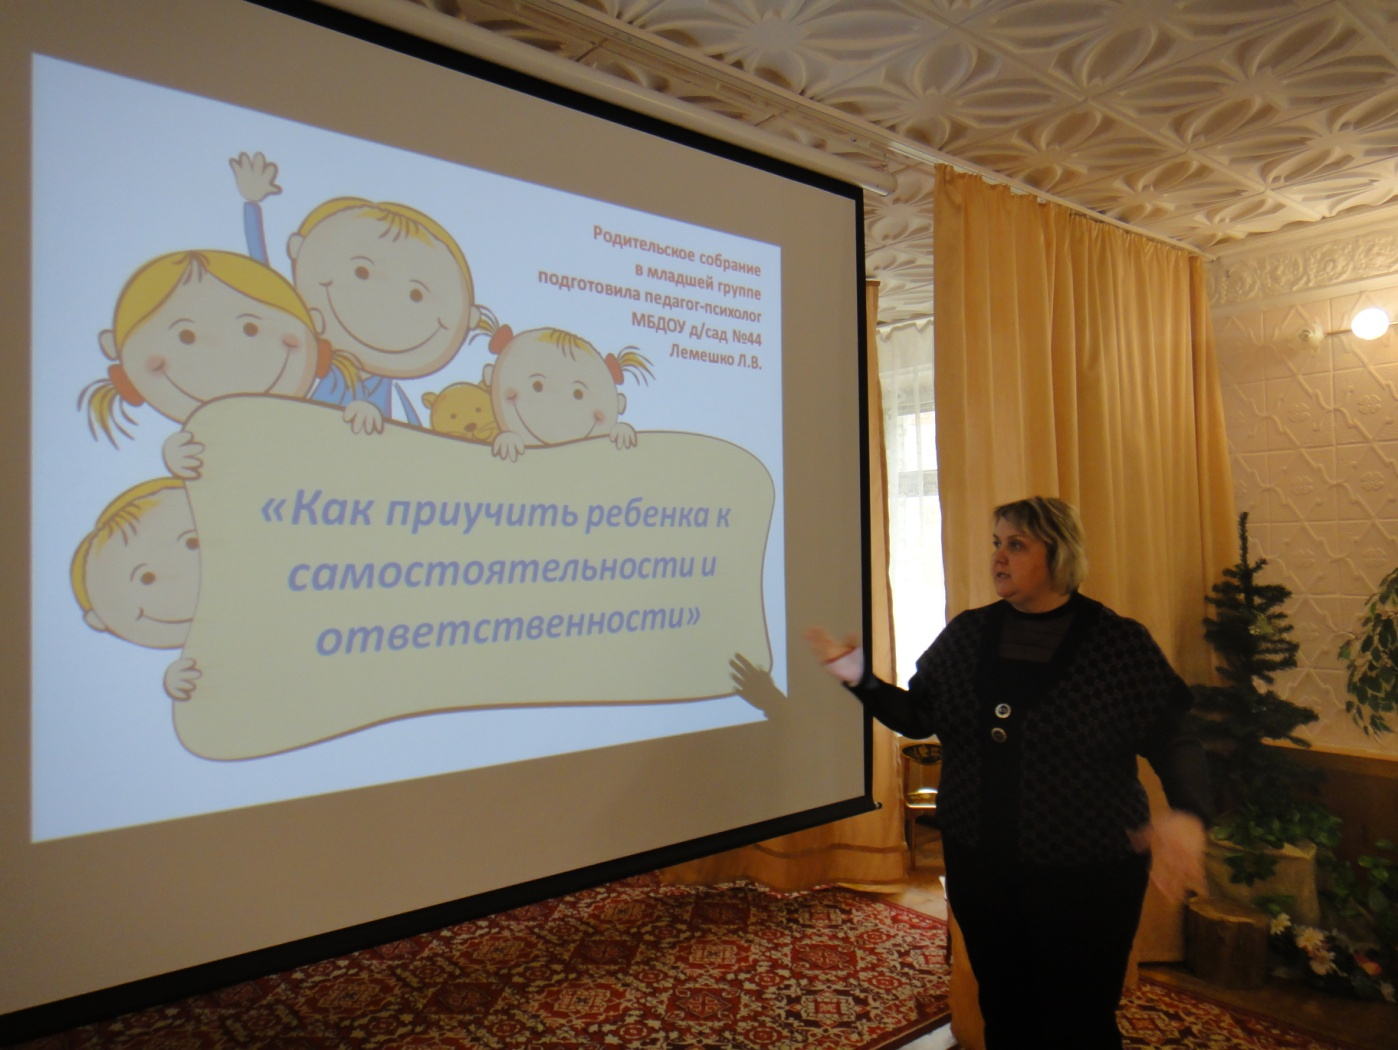 Родительское собрание
в младшей группе
подготовила педагог-психолог
МБДОУ д/сад №44
Лемешко Л.В.
«Как приучить ребенка к
самостоятельности и
ответственности»